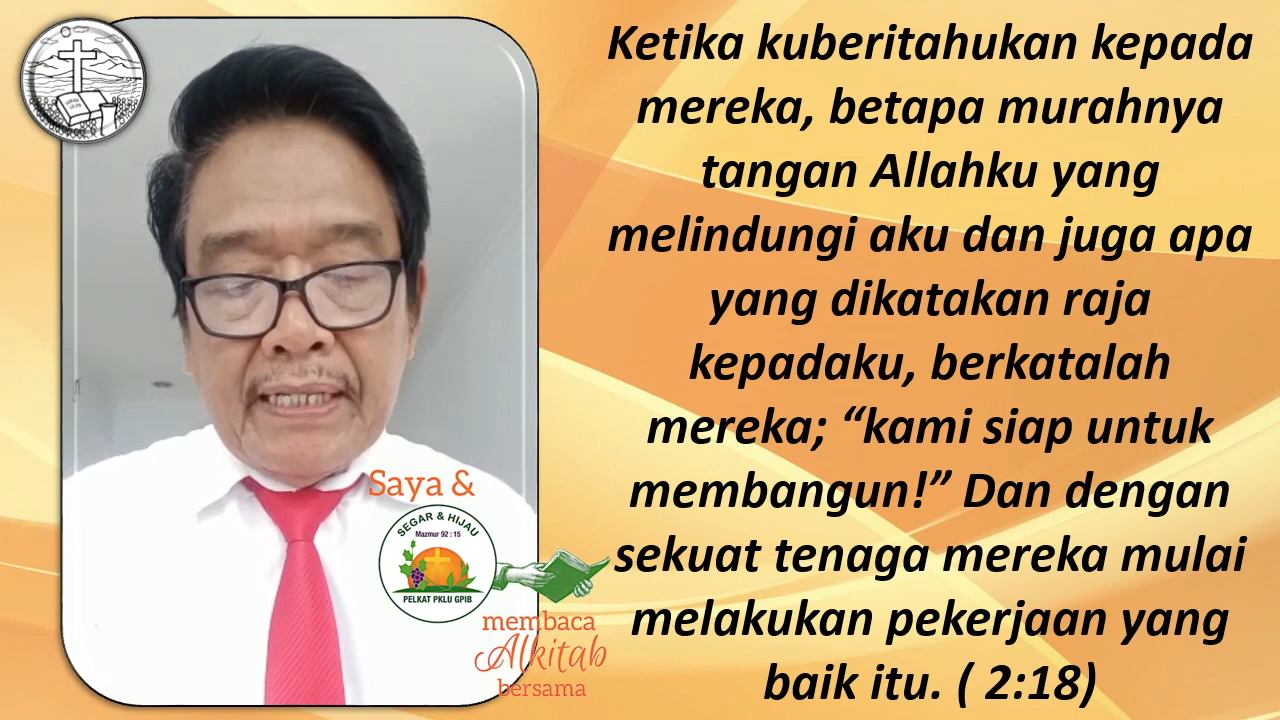 Ketika kuberitahukan kepada
mereka, betapa murahnya
tangan Allahku yang
melindungi aku dan juga apa
yang dikatakan raja
kepadaku, berkatalah
mereka; “kami siap untuk
membangun!” Dan dengan
sekuat tenaga mereka mulai
melakukan pekerjaan yang
baik itu. ( 2:18)
Saya &
SEGAR & HIJAU
Mazmur 92 : 15
PELKAT PKLU GPIB
membaca
Alkitab
bersama